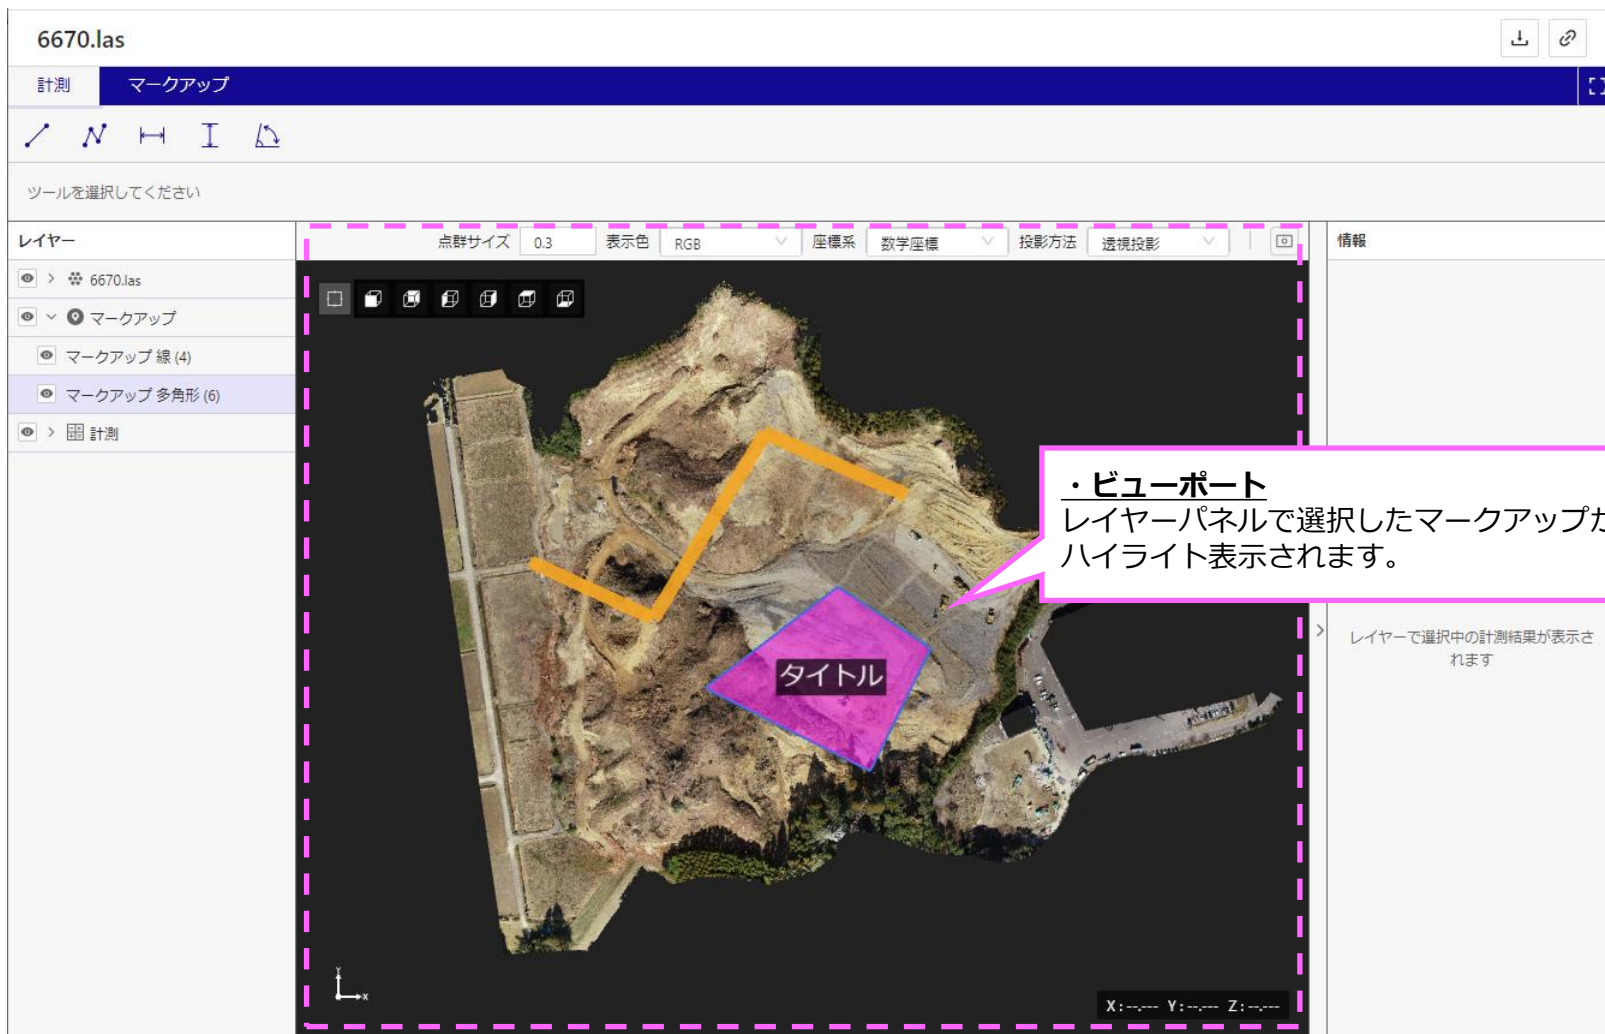 6670.las
計測 マークアップ
ツールを選択してください
レイヤー
点群サイズ 0.3 表示色 RGB 座標系 数学座標 投影方法 透視投影
情報
6670.las
マークアップ
マークアップ 線 (4)
マークアップ 多角形 (6)
計測
・ビューポート
レイヤーパネルで選択したマークアップが
ハイライト表示されます。
タイトル
レイヤーで選択中の計測結果が表示さ
れます
Y
X
X:--.--- Y:--.--- Z:--.---